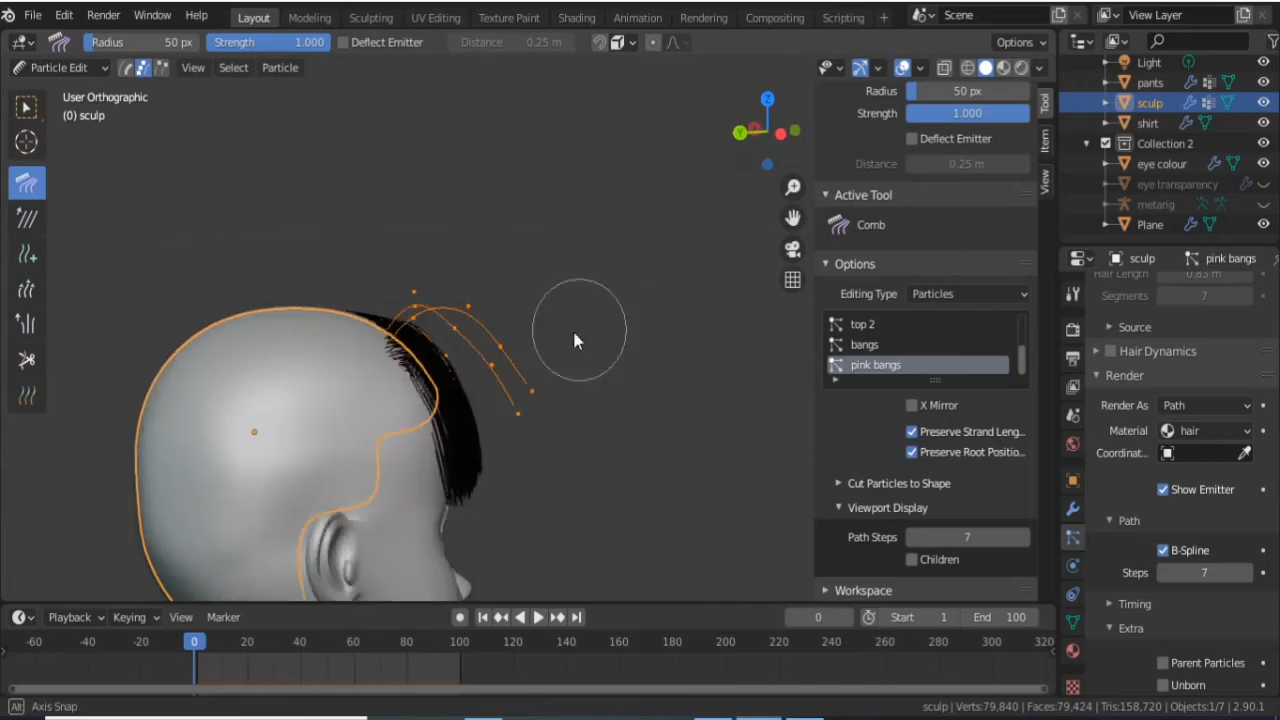 File Edit Render Window Help Layout Modeling Sculpting UV Editing Texture Paint Shading Animation Rendering Compositing Scripting + Scene View Layer
Radius 50 px Strength 1.000 Deflect Emitter Distance 0.25 m Options
Particle Edit View Select Particle
User Orthographic
(0) sculp
Z
Y
Radius 50 px
Strength 1.000
Deflect Emitter
Distance 0.25 m
Active Tool
Comb
Options
Editing Type Particles
top 2
bangs
pink bangs
X Mirror
Preserve Strand Leng...
Preserve Root Positio...
Cut Particles to Shape
Viewport Display
Path Steps 7
Children
Workspace
Tool
Item
View
Light
pants
sculp
shirt
Collection 2
eye colour
eye transparency
metarig
Plane
sculp pink bangs
Hair Length 0.83 m
Segments 7
Source
Hair Dynamics
Render
Render As Path
Material hair
Coordinat...
Show Emitter
Path
B-Spline
Steps 7
Timing
Extra
Parent Particles
Unborn
Playback Keying View Marker 0 Start 1 End 100
-60 -40 -20 0 20 40 60 80 100 120 140 160 180 200 220 240 260 280 300 320
Alt Axis Snap sculp | Verts:79,840 | Faces:79,424 | Tris:158,720 | Objects:1/7 | 2.90.1